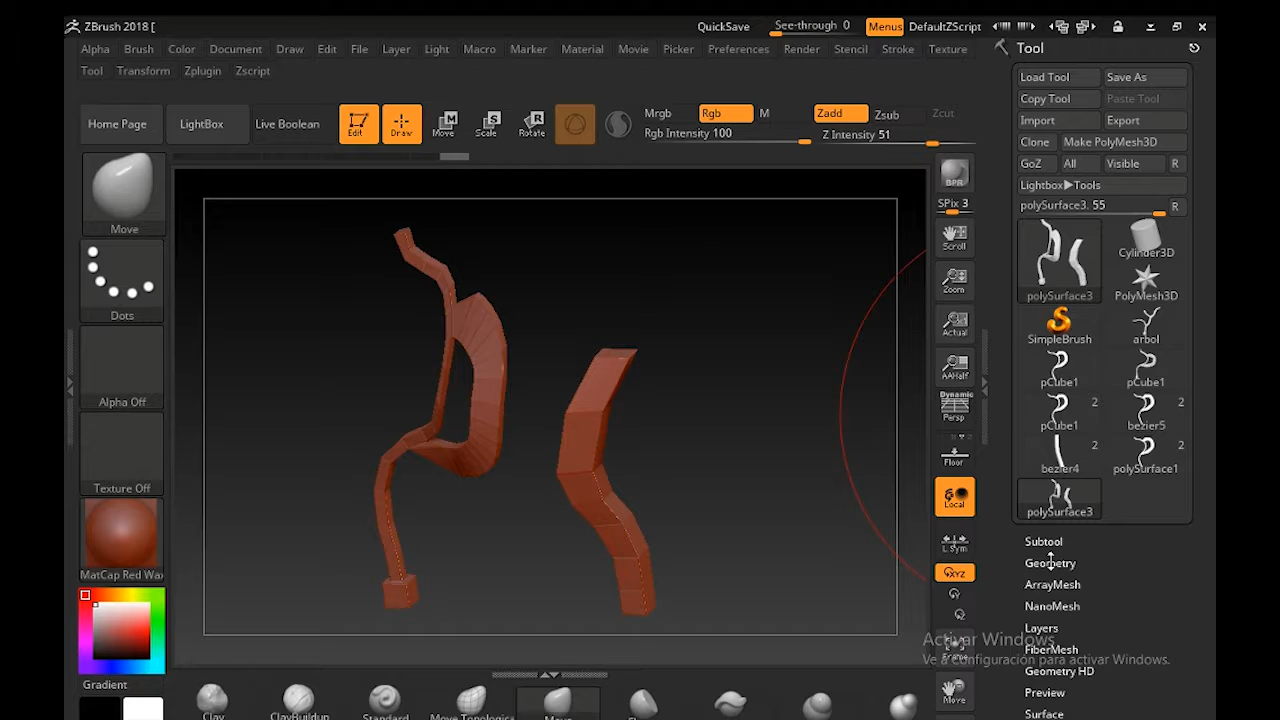 ZBrush 2018 [
QuickSave
See-through 0
Menus
DefaultZScript
Alpha Brush Color Document Draw Edit File Layer Light Macro Marker Material Movie Picker Preferences Render Stencil Stroke Texture
Tool Transform Zplugin Zscript
Home Page
LightBox
Live Boolean
Edit
Draw
Move
Scale
Rotate
Mrgb Rgb M
Rgb Intensity 100
Zadd Zsub Zcut
Z Intensity 51
Move
Dots
Alpha Off
Texture Off
MatCap Red Wax
Gradient
BPR
SPix 3
Scroll
Zoom
Actual
AAHalf
Dynamic
Persp
Floor
Local
L.Sym
XYZ
Frame
Move
Tool
Load Tool Save As
Copy Tool Paste Tool
Import Export
Clone Make PolyMesh3D
GoZ All Visible R
Lightbox▶Tools
polySurface3. 55 R
polySurface3
Cylinder3D
PolyMesh3D
SimpleBrush
arbol
pCube1
pCube1
2 2
pCube1 bezier5
2
bezier4 polySurface1
polySurface3
Subtool
Geometry
ArrayMesh
NanoMesh
Layers
FiberMesh
Geometry HD
Preview
Surface
Activar Windows
Ve a Configuración para activar Windows.
Clay
ClayBuildup
Standard
Move Topological
Move